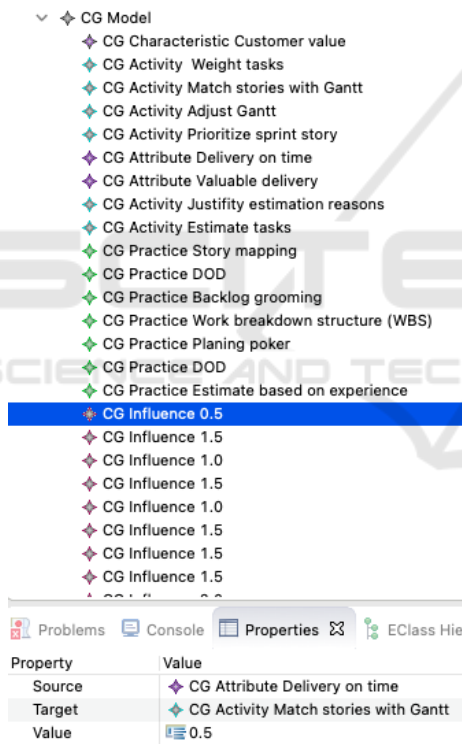 CG Model
CG Characteristic Customer value
CG Activity Weight tasks
CG Activity Match stories with Gantt
CG Activity Adjust Gantt
CG Activity Prioritize sprint story
CG Attribute Delivery on time
CG Attribute Valuable delivery
CG Activity Justifity estimation reasons
CG Activity Estimate tasks
CG Practice Story mapping
CG Practice DOD
CG Practice Backlog grooming
CG Practice Work breakdown structure (WBS)
CG Practice Planing poker
CG Practice DOD
CG Practice Estimate based on experience
CG Influence 0.5
CG Influence 1.5
CG Influence 1.0
CG Influence 1.5
CG Influence 1.0
CG Influence 1.5
CG Influence 1.5
CG Influence 1.5
Problems Console Properties EClass Hie
Property Value
Source CG Attribute Delivery on time
Target CG Activity Match stories with Gantt
Value 0.5
SCITE
SCIENCE AND TEC